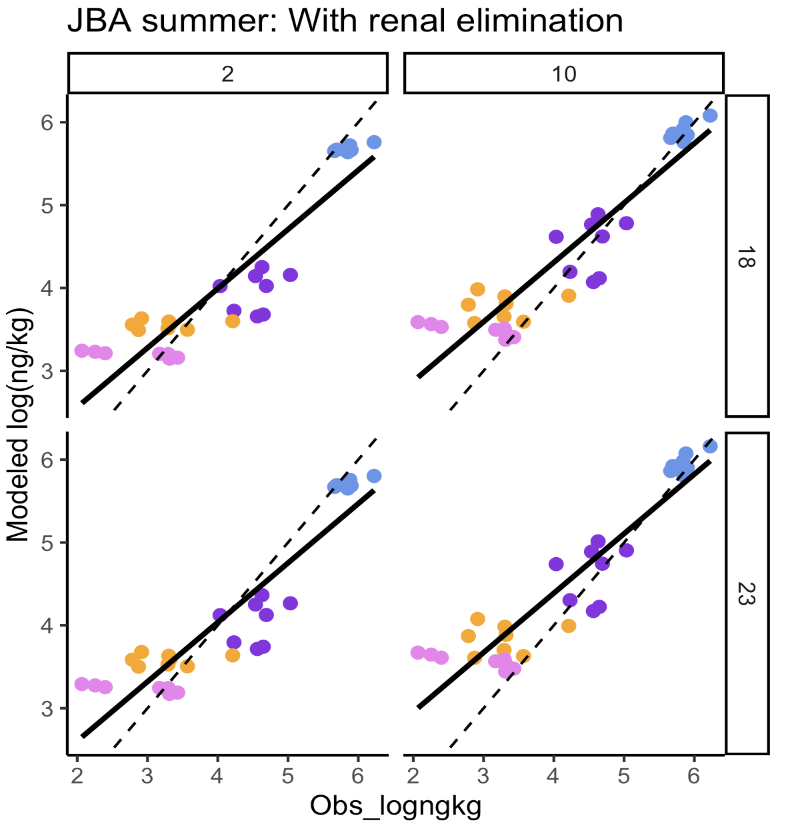 JBA summer: With renal elimination
2 10
6
5
4
3
18
6
5
4
3
23
Modeled log(ng/kg)
2 3 4 5 6 2 3 4 5 6
Obs_logngkg